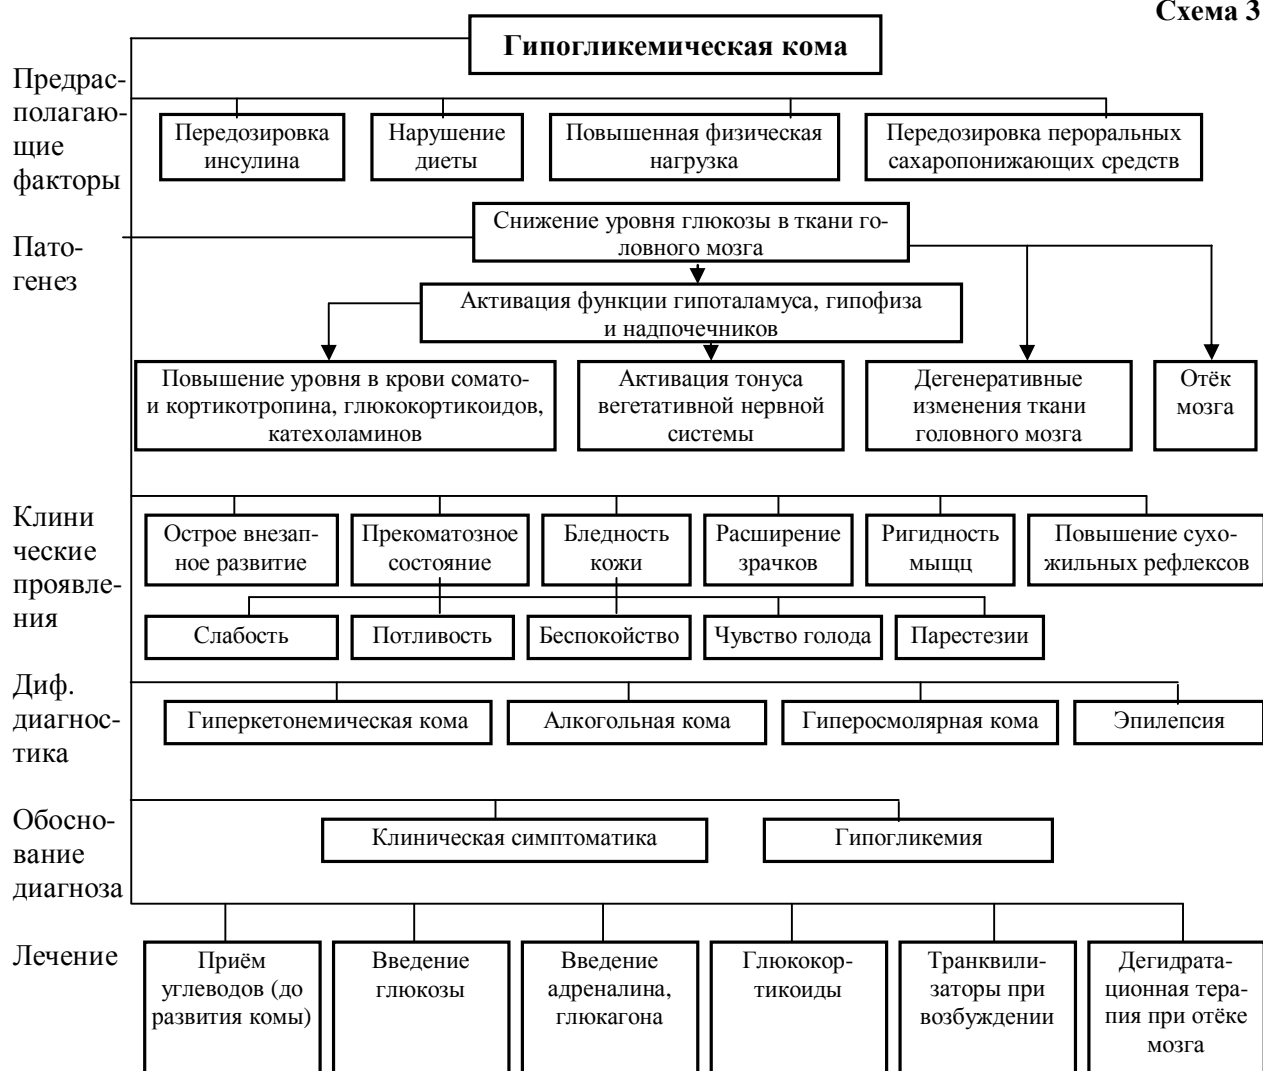 Схема 3
Гипогликемическая кома
Предрас-
полагаю-
щие
факторы
Передозировка
инсулина
Нарушение
диеты
Повышенная физическая
нагрузка
Передозировка пероральных
сахаропонижающих средств
Пато-
генез
Снижение уровня глюкозы в ткани го-
ловного мозга
Активация функции гипоталамуса, гипофиза
и надпочечников
Повышение уровня в крови сомато-
и кортикотропина, глюкокортикоидов,
катехоламинов
Активация тонуса
вегетативной нервной
системы
Дегенеративные
изменения ткани
головного мозга
Отёк
мозга
Клини
ческие
проявле-
ния
Острое внезап-
ное развитие
Прекоматозное
состояние
Бледность
кожи
Расширение
зрачков
Ригидность
мыщц
Повышение сухо-
жильных рефлексов
Слабость
Потливость
Беспокойство
Чувство голода
Парестезии
Диф.
диагнос-
тика
Гиперкетонемическая кома
Алкогольная кома
Гиперосмолярная кома
Эпилепсия
Обосно-
вание
диагноза
Клиническая симптоматика
Гипогликемия
Лечение
Приём
углеводов (до
развития комы)
Введение
глюкозы
Введение
адреналина,
глюкагона
Глюкокор-
тикоиды
Транквили-
заторы при
возбуждении
Дегидрата-
ционная тера-
пия при отёке
мозга